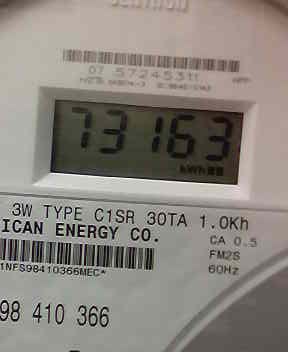 CENTRON
07 57245311
73163
kWh
3W TYPE C1SR 30TA 1.0Kh
ICAN ENERGY CO.
CA 0.5
FM2S
1NFS98410366MEC*
60Hz
98 410 366